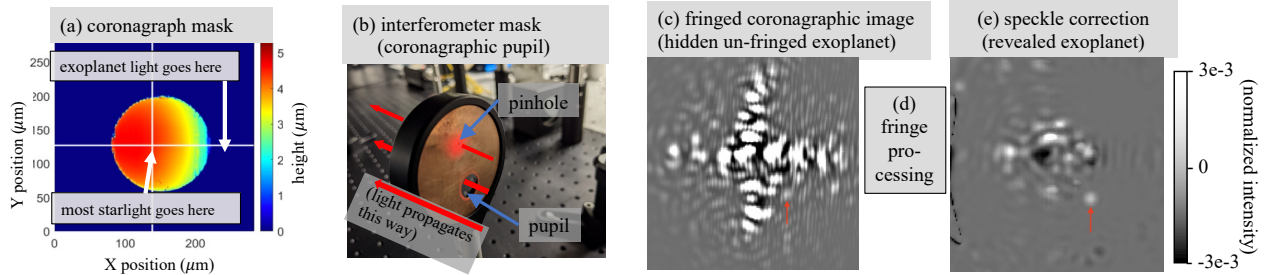 (a) coronagraph mask
exoplanet light goes here
most starlight goes here
250
200
150
100
50
0
Y position (μm)
0
100
200
X position (μm)
5
4
3
2
1
0
height (μm)
(b) interferometer mask
(coronagraphic pupil)
pinhole
pupil
(light propagates
this way)
(c) fringed coronagraphic image
(hidden un-fringed exoplanet)
(d)
fringe
pro-
cessing
(e) speckle correction
(revealed exoplanet)
3e-3
0
-3e-3
(normalized intensity)